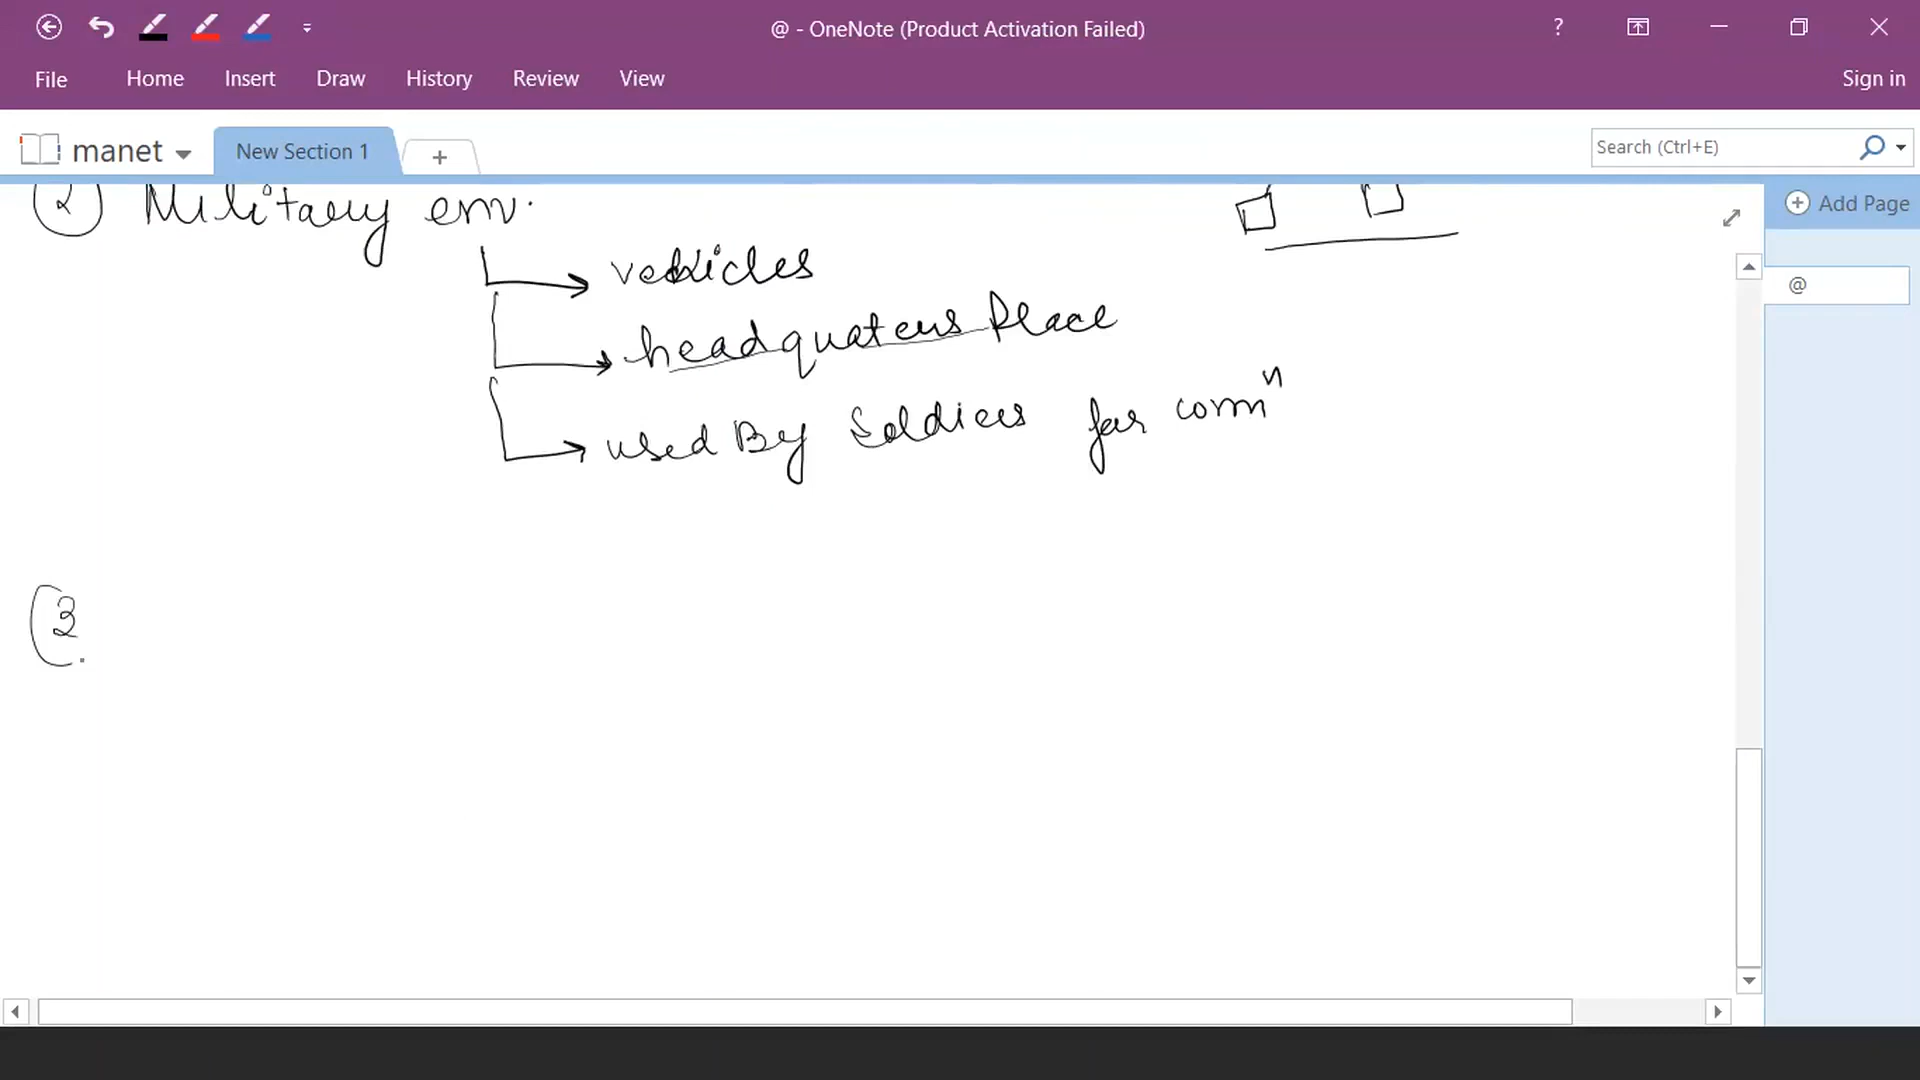 @ - OneNote (Product Activation Failed)
?
File Home Insert Draw History Review View
Sign in
manet
New Section 1
+
Search (Ctrl+E)
Add Page
@
2 Military env.
vehicles
headquaters Place
used By Soldiers for commⁿ
(3